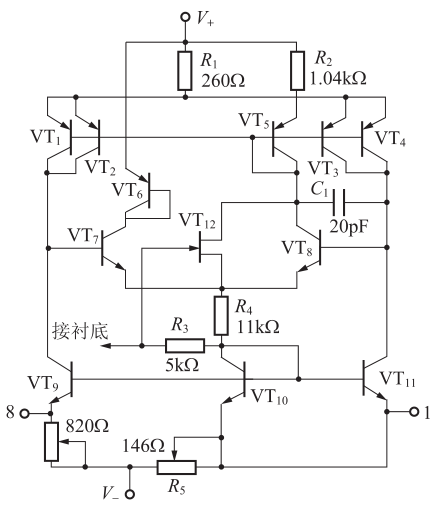 V+
R1
260Ω
R2
1.04kΩ
VT1
VT2
VT5
VT3
VT4
VT6
C1
20pF
VT12
VT7
VT8
R4
11kΩ
接衬底
R3
5kΩ
VT9
VT10
VT11
8
1
820Ω
146Ω
R5
V−